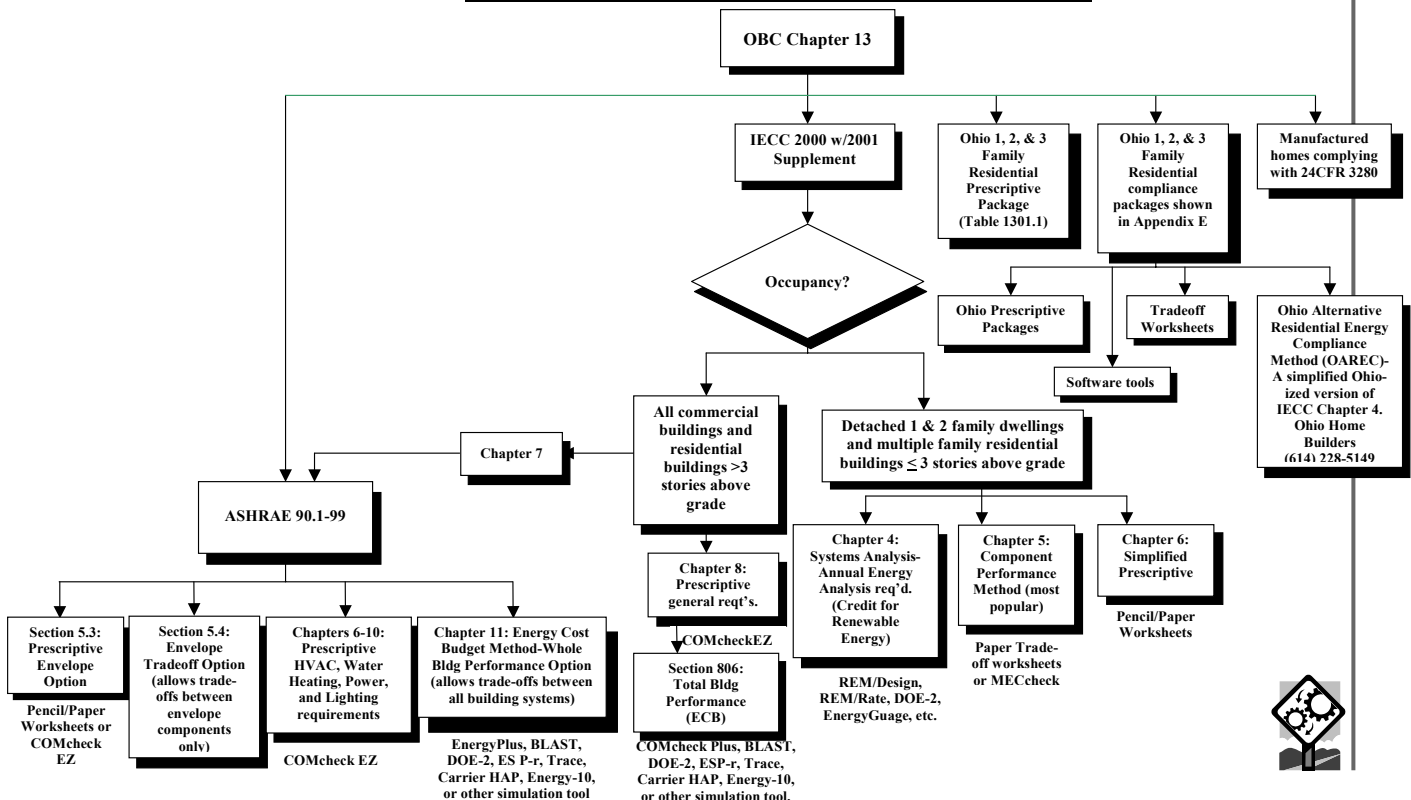 OBC Chapter 13
IECC 2000 w/2001
Supplement
Ohio 1, 2, & 3
Family
Residential
Prescriptive
Package
(Table 1301.1)
Ohio 1, 2, & 3
Family
Residential
compliance
packages shown
in Appendix E
Manufactured
homes complying
with 24CFR 3280
Occupancy?
Ohio Prescriptive
Packages
Software tools
Tradeoff
Worksheets
Ohio Alternative
Residential Energy
Compliance
Method (OAREC)-
A simplified Ohio-
ized version of
IECC Chapter 4.
Ohio Home
Builders
(614) 228-5149
Chapter 7
All commercial
buildings and
residential
buildings >3
stories above
grade
Detached 1 & 2 family dwellings
and multiple family residential
buildings ≤ 3 stories above grade
ASHRAE 90.1-99
Chapter 8:
Prescriptive
general reqt's.
COMcheckEZ
Section 806:
Total Bldg
Performance
(ECB)
COMcheck Plus, BLAST,
DOE-2, ESP-r, Trace,
Carrier HAP, Energy-10,
or other simulation tool.
Chapter 4:
Systems Analysis-
Annual Energy
Analysis req'd.
(Credit for
Renewable
Energy)
REM/Design,
REM/Rate, DOE-2,
EnergyGuage, etc.
Chapter 5:
Component
Performance
Method (most
popular)
Paper Trade-
off worksheets
or MECcheck
Chapter 6:
Simplified
Prescriptive
Pencil/Paper
Worksheets
Section 5.3:
Prescriptive
Envelope
Option
Pencil/Paper
Worksheets or
COMcheck
EZ
Section 5.4:
Envelope
Tradeoff Option
(allows trade-
offs between
envelope
components
only)
Chapters 6-10:
Prescriptive
HVAC, Water
Heating, Power,
and Lighting
requirements
COMcheck EZ
Chapter 11: Energy Cost
Budget Method-Whole
Bldg Performance Option
(allows trade-offs between
all building systems)
EnergyPlus, BLAST,
DOE-2, ES P-r, Trace,
Carrier HAP, Energy-10,
or other simulation tool